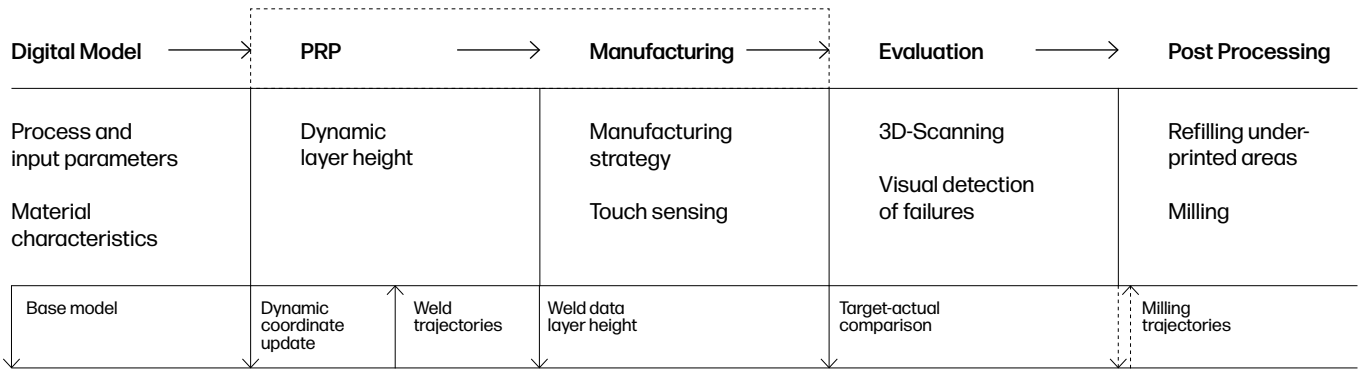 Digital Model
PRP
Manufacturing
Evaluation
Post Processing
Process and
input parameters
Material
characteristics
Dynamic
layer height
Manufacturing
strategy
Touch sensing
3D-Scanning
Visual detection
of failures
Refilling under-
printed areas
Milling
Base model
Dynamic
coordinate
update
Weld
trajectories
Weld data
layer height
Target-actual
comparison
Milling
trajectories